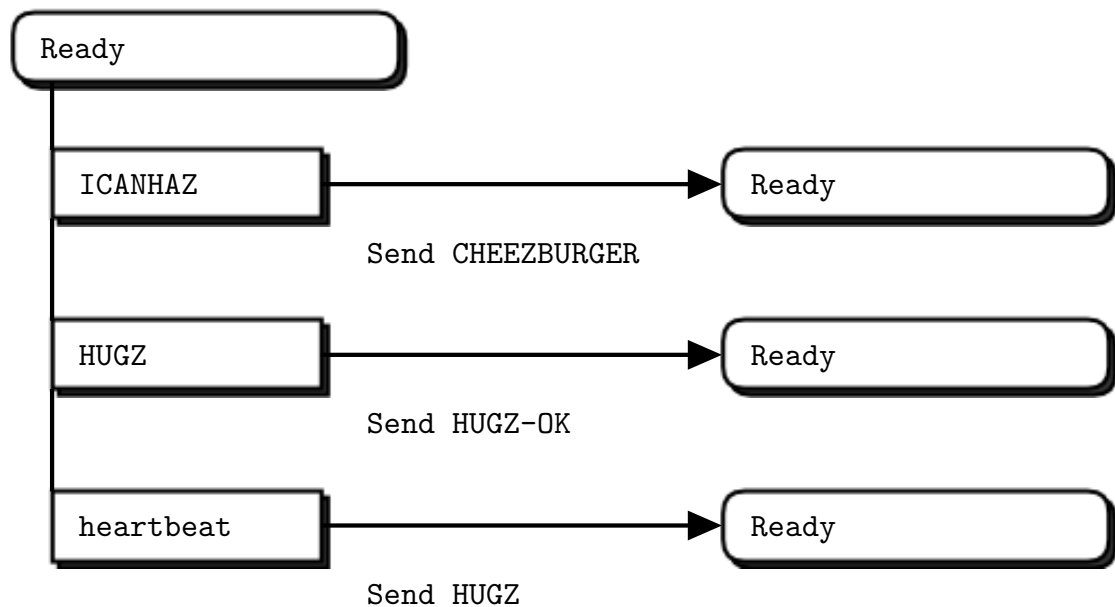 Ready
ICANHAZ
Ready
Send CHEEZBURGER
HUGZ
Ready
Send HUGZ-OK
heartbeat
Ready
Send HUGZ